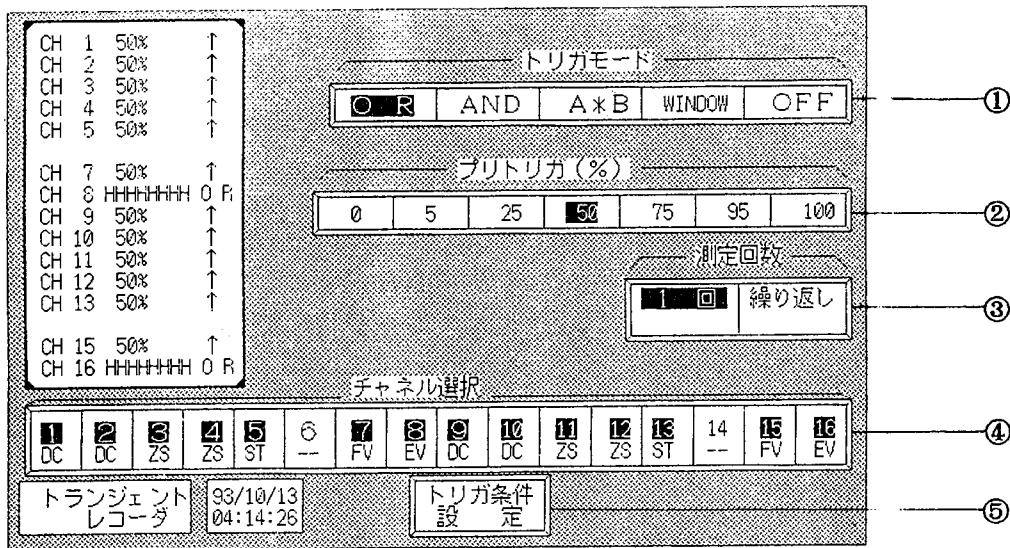 CH 1 50% ↑
CH 2 50% ↑
CH 3 50% ↑
CH 4 50% ↑
CH 5 50% ↑
CH 7 50% ↑
CH 8 HHHHHHHH O R
CH 9 50% ↑
CH 10 50% ↑
CH 11 50% ↑
CH 12 50% ↑
CH 13 50% ↑
CH 15 50% ↑
CH 16 HHHHHHHH O R
トリガモード
O R AND A*B WINDOW OFF ①
プリトリガ(%)
0 5 25 50 75 95 100 ②
測定回数
1 回 繰り返し ③
チャネル選択
1 2 3 4 5 6 7 8 9 10 11 12 13 14 15 16 ④
DC DC ZS ZS ST -- FV EV DC DC ZS ZS ST -- FV EV
トランジェント
レコーダ
93/10/13
04:14:26
トリガ条件
設 定 ⑤